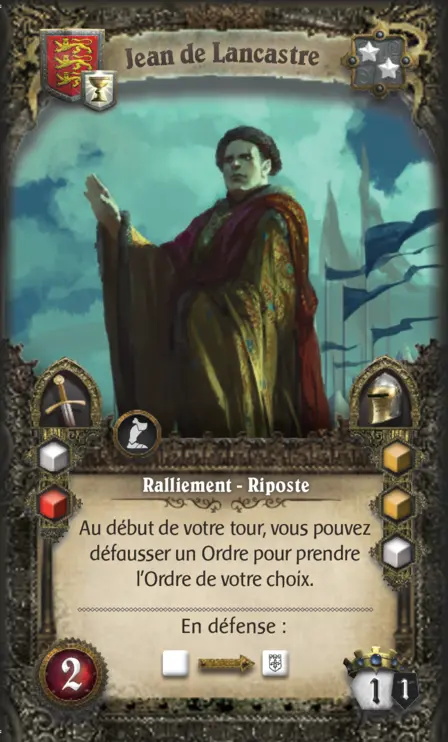 Jean de Lancastre
Ralliement - Riposte
Au début de votre tour, vous pouvez
défausser un Ordre pour prendre
l'Ordre de votre choix.
En défense :
2
1 1